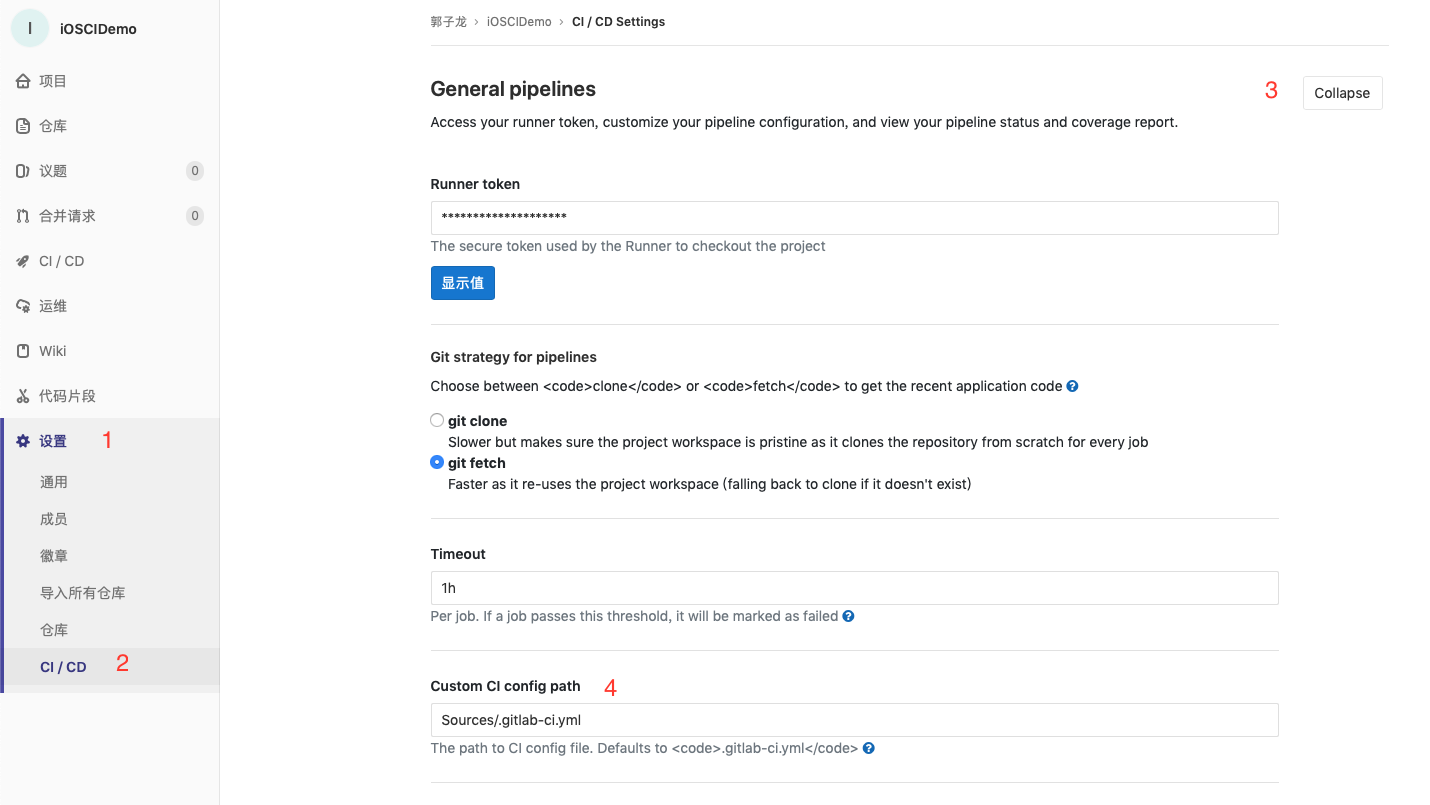 I iOSCIDemo
项目
仓库
议题 0
合并请求 0
CI / CD
运维
Wiki
代码片段
设置 1
通用
成员
徽章
导入所有仓库
仓库
CI / CD 2
郭子龙 › iOSCIDemo › CI / CD Settings
General pipelines 3 Collapse
Access your runner token, customize your pipeline configuration, and view your pipeline status and coverage report.
Runner token
********************
The secure token used by the Runner to checkout the project
显示值
Git strategy for pipelines
Choose between <code>clone</code> or <code>fetch</code> to get the recent application code ?
git clone
Slower but makes sure the project workspace is pristine as it clones the repository from scratch for every job
git fetch
Faster as it re-uses the project workspace (falling back to clone if it doesn't exist)
Timeout
1h
Per job. If a job passes this threshold, it will be marked as failed ?
Custom CI config path 4
Sources/.gitlab-ci.yml
The path to CI config file. Defaults to <code>.gitlab-ci.yml</code> ?